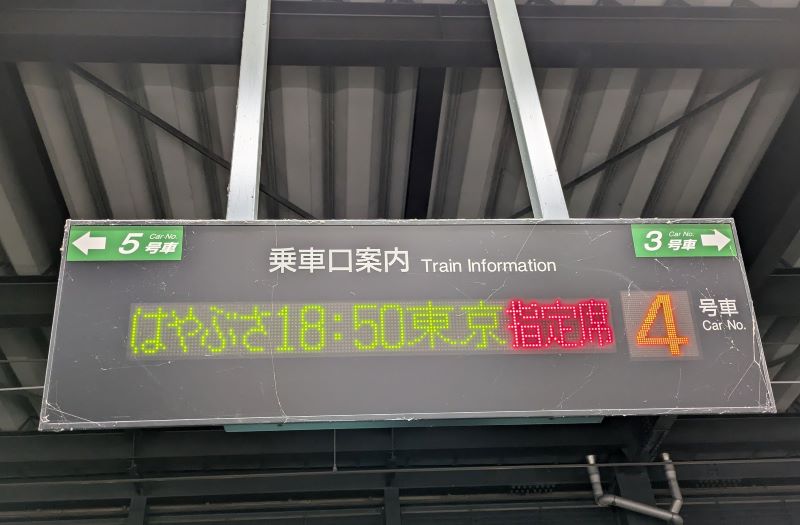 5 Car No. 号車
乗車口案内 Train Information
3 Car No. 号車
はやぶさ18:50東京指定席 4 号車 Car No.